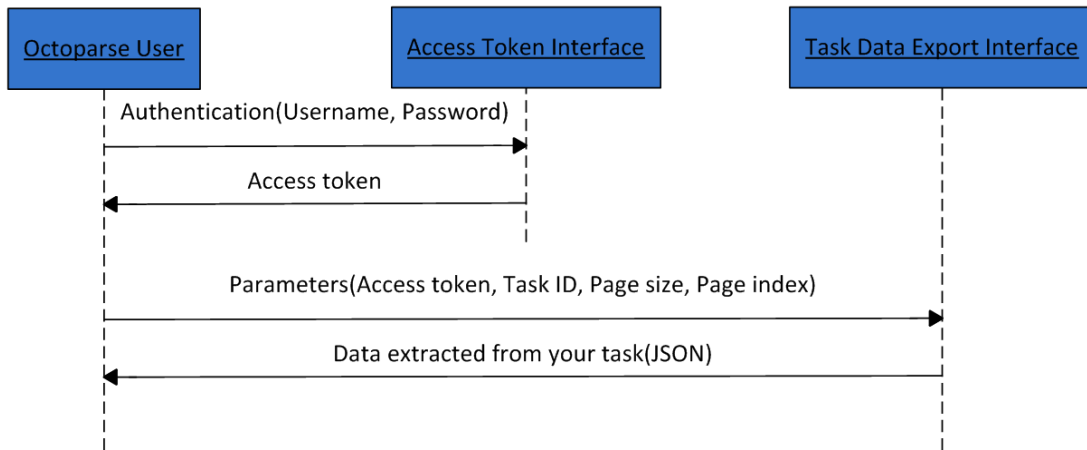 Octoparse User
Access Token Interface
Task Data Export Interface
Authentication(Username, Password)
Access token
Parameters(Access token, Task ID, Page size, Page index)
Data extracted from your task(JSON)